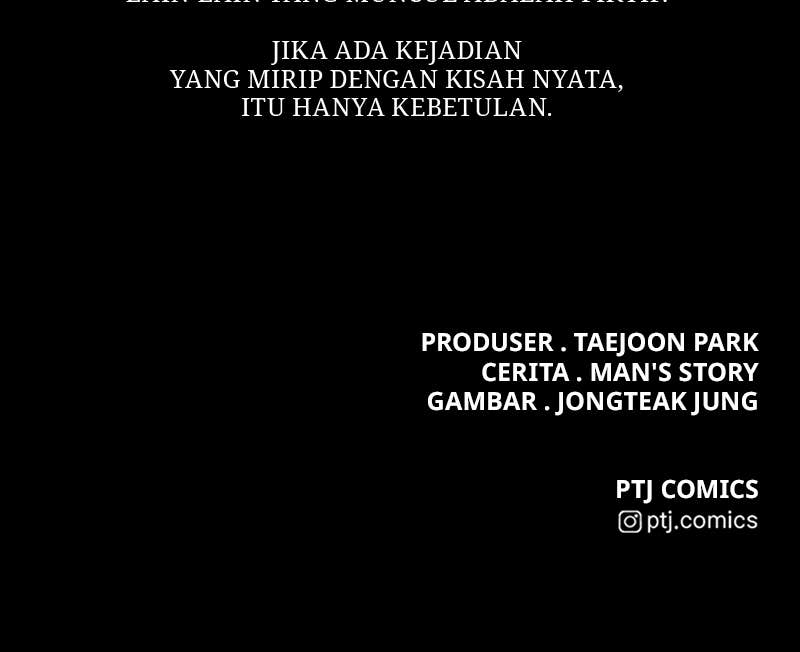 JIKA ADA KEJADIAN
YANG MIRIP DENGAN KISAH NYATA,
ITU HANYA KEBETULAN.
PRODUSER . TAEJOON PARK
CERITA . MAN'S STORY
GAMBAR . JONGTEAK JUNG
PTJ COMICS
ptj.comics